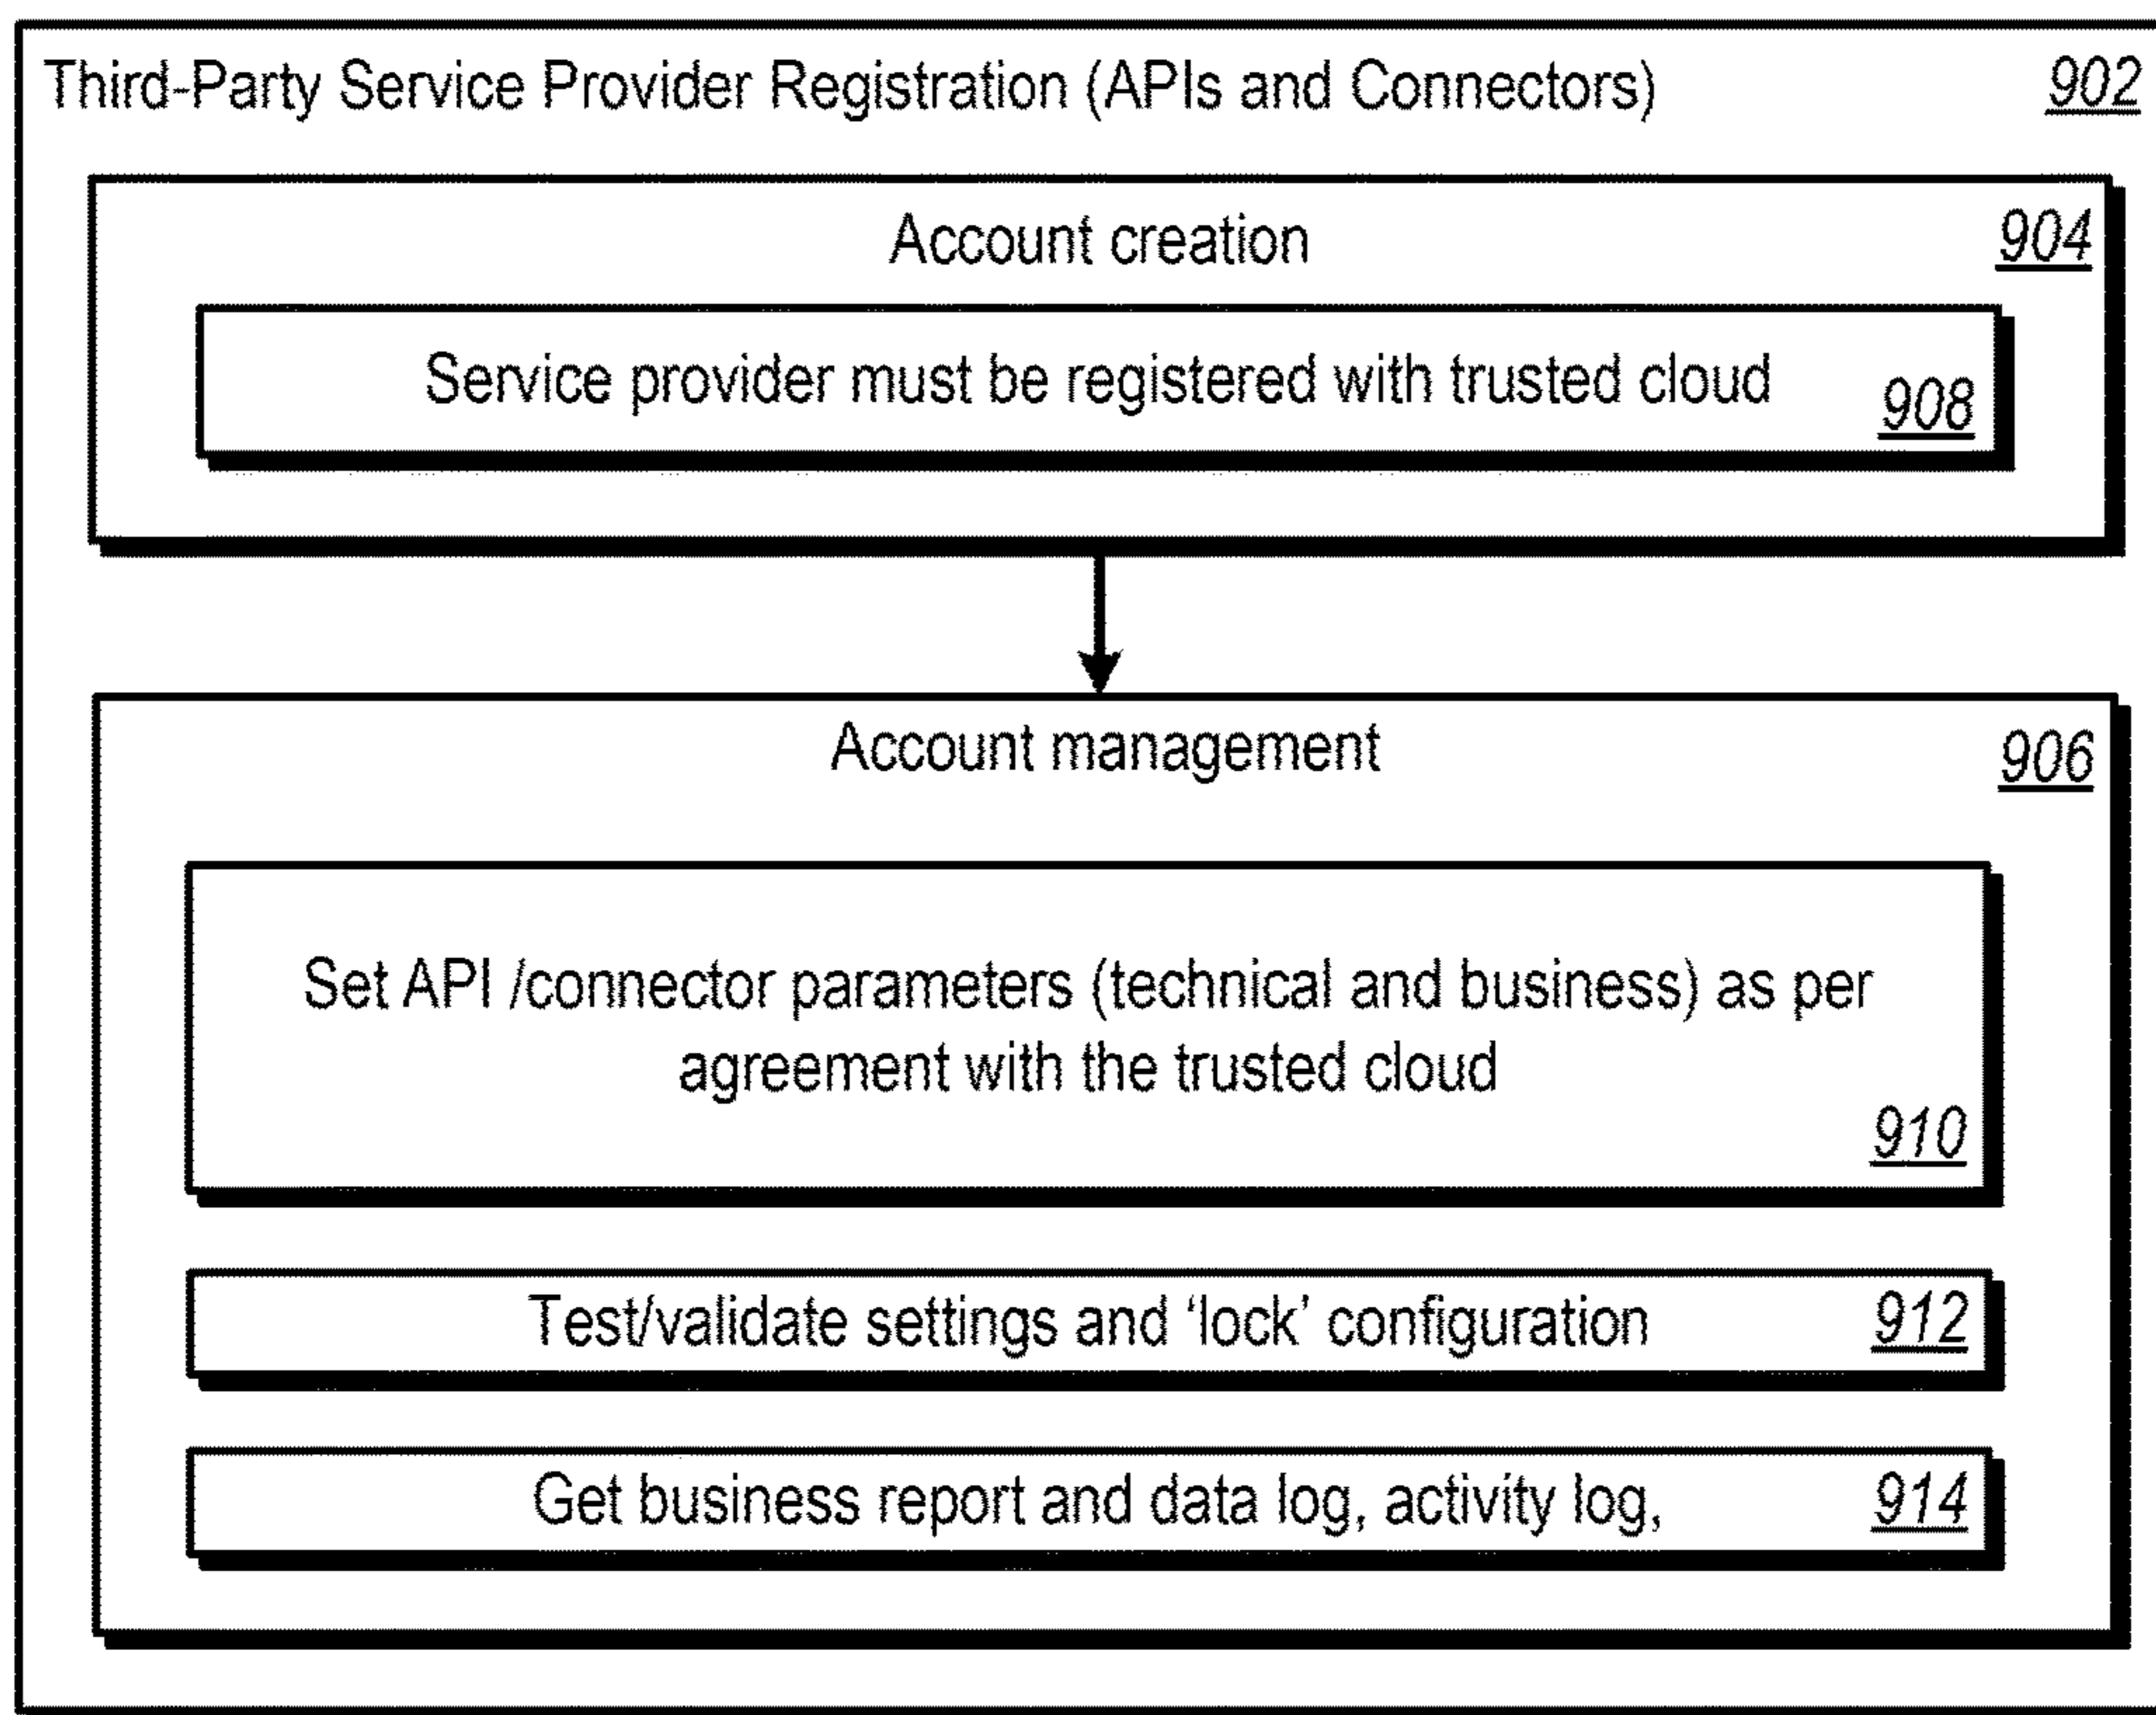 Third-Party Service Provider Registration (APIs and Connectors) 902
Account creation 904
Service provider must be registered with trusted cloud 908
Account management 906
Set API /connector parameters (technical and business) as per
agreement with the trusted cloud
910
Test/validate settings and ‘lock’ configuration 912
Get business report and data log, activity log, 914